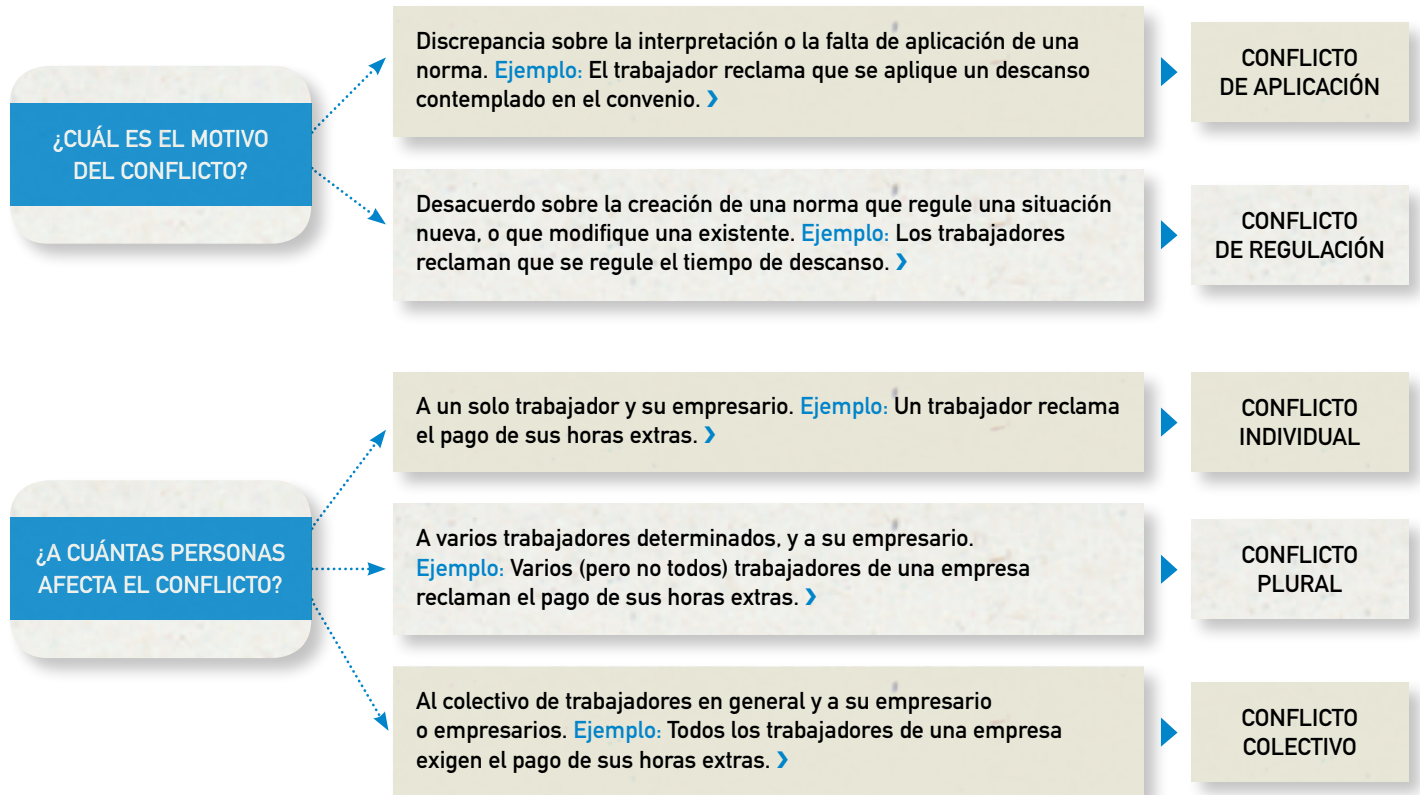 ¿CUÁL ES EL MOTIVO
DEL CONFLICTO?
Discrepancia sobre la interpretación o la falta de aplicación de una
norma. Ejemplo: El trabajador reclama que se aplique un descanso
contemplado en el convenio. ›
CONFLICTO
DE APLICACIÓN
Desacuerdo sobre la creación de una norma que regule una situación
nueva, o que modifique una existente. Ejemplo: Los trabajadores
reclaman que se regule el tiempo de descanso. ›
CONFLICTO
DE REGULACIÓN
¿A CUÁNTAS PERSONAS
AFECTA EL CONFLICTO?
A un solo trabajador y su empresario. Ejemplo: Un trabajador reclama
el pago de sus horas extras. ›
CONFLICTO
INDIVIDUAL
A varios trabajadores determinados, y a su empresario.
Ejemplo: Varios (pero no todos) trabajadores de una empresa
reclaman el pago de sus horas extras. ›
CONFLICTO
PLURAL
Al colectivo de trabajadores en general y a su empresario
o empresarios. Ejemplo: Todos los trabajadores de una empresa
exigen el pago de sus horas extras. ›
CONFLICTO
COLECTIVO